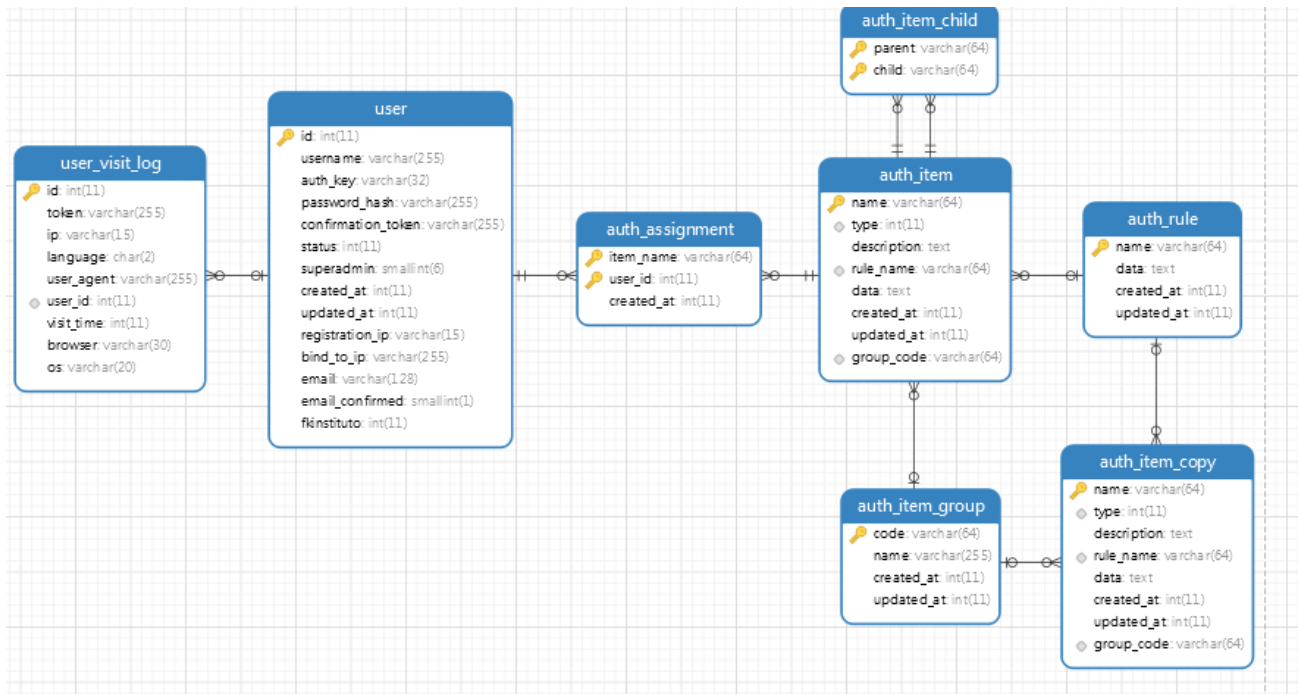 auth_item_child
parent: varchar(64)
child: varchar(64)
user
id: int(11)
username: varchar(255)
auth_key: varchar(32)
password_hash: varchar(255)
confirmation_token: varchar(255)
status: int(11)
superadmin: smallint(6)
created_at: int(11)
updated_at: int(11)
registration_ip: varchar(15)
bind_to_ip: varchar(255)
email: varchar(128)
email_confirmed: smallint(1)
fkinstituto: int(11)
user_visit_log
id: int(11)
token: varchar(255)
ip: varchar(15)
language: char(2)
user_agent: varchar(255)
user_id: int(11)
visit_time: int(11)
browser: varchar(30)
os: varchar(20)
auth_assignment
item_name: varchar(64)
user_id: int(11)
created_at: int(11)
auth_item
name: varchar(64)
type: int(11)
description: text
rule_name: varchar(64)
data: text
created_at: int(11)
updated_at: int(11)
group_code: varchar(64)
auth_rule
name: varchar(64)
data: text
created_at: int(11)
updated_at: int(11)
auth_item_group
code: varchar(64)
name: varchar(255)
created_at: int(11)
updated_at: int(11)
auth_item_copy
name: varchar(64)
type: int(11)
description: text
rule_name: varchar(64)
data: text
created_at: int(11)
updated_at: int(11)
group_code: varchar(64)